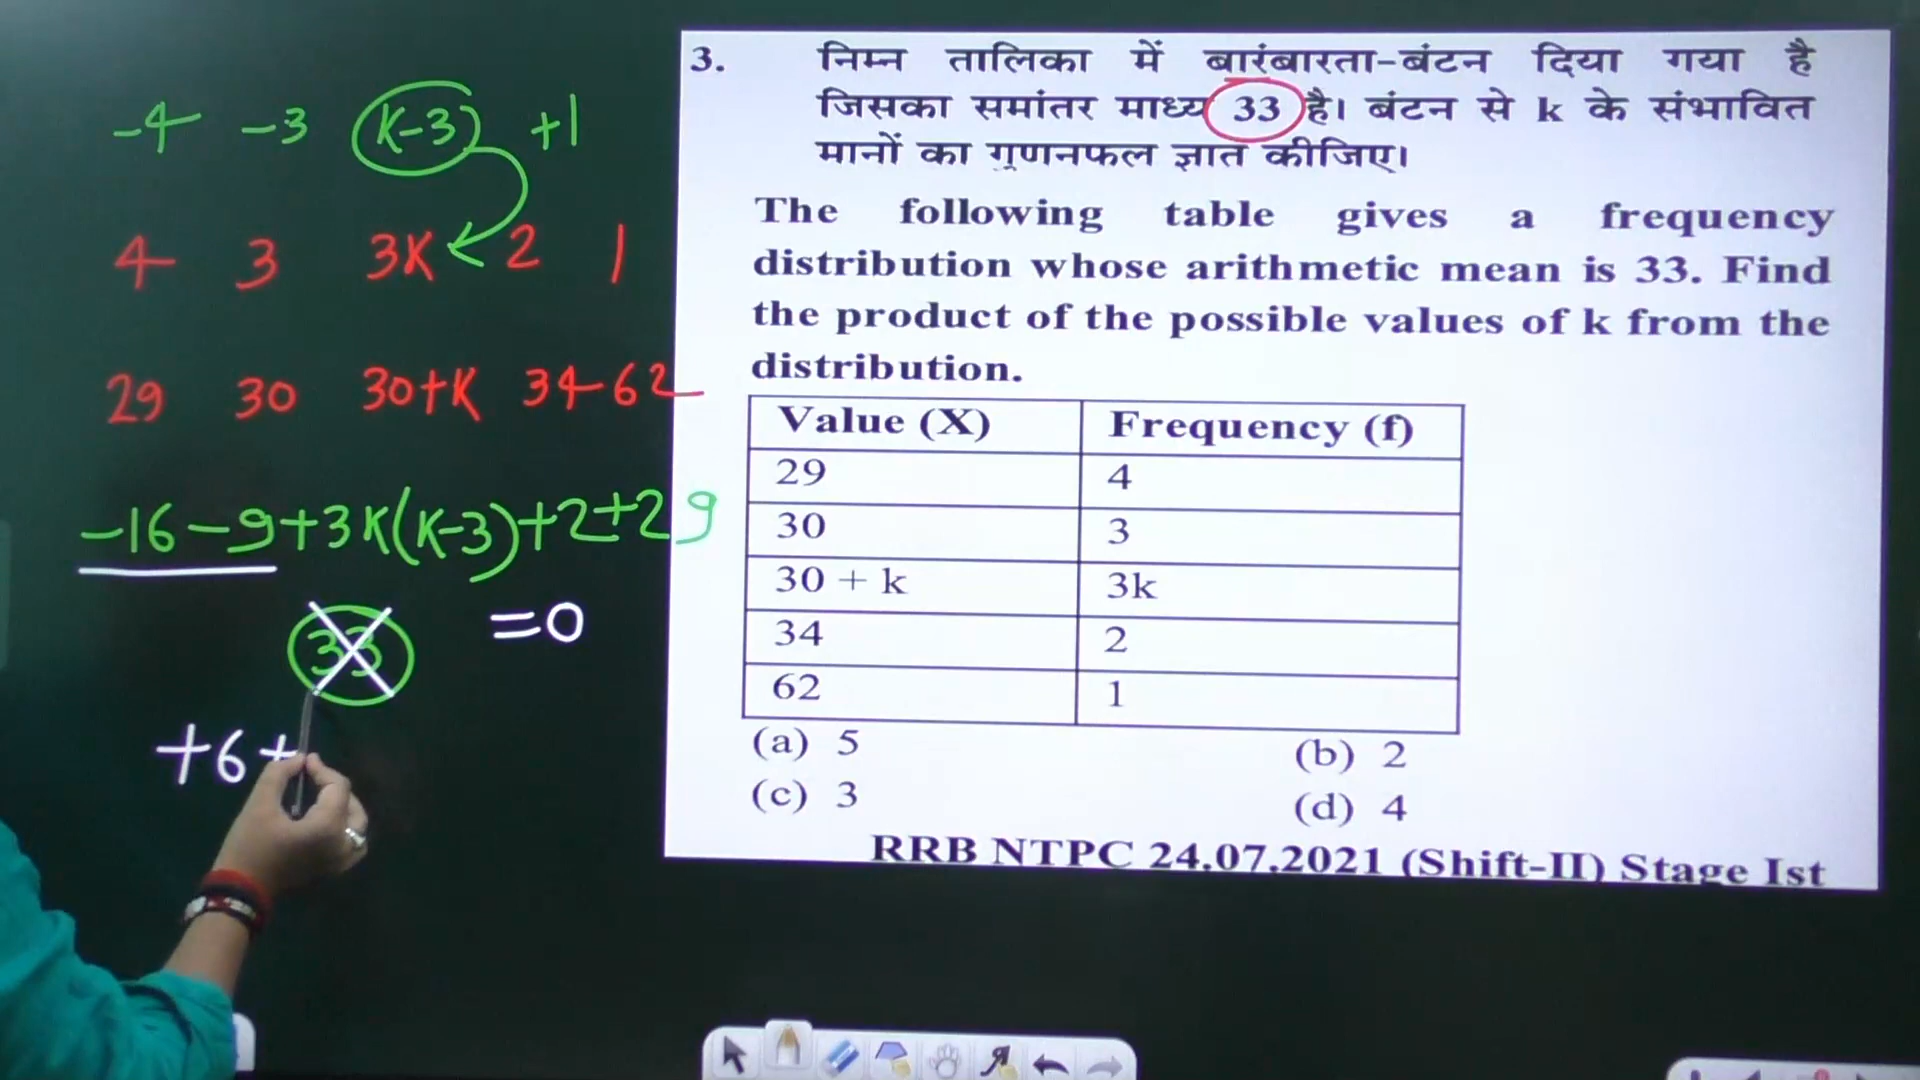 -4 -3 (K-3) +1
4 3 3K 2 1
29 30 30+K 34 62
-16-9+3K(K-3)+2+29
33 =0
+6+
3. निम्न तालिका में बारंबारता-बंटन दिया गया है
जिसका समांतर माध्य 33 है। बंटन से k के संभावित
मानों का गुणनफल ज्ञात कीजिए।
The following table gives a frequency
distribution whose arithmetic mean is 33. Find
the product of the possible values of k from the
distribution.
Value (X) Frequency (f)
29 4
30 3
30 + k 3k
34 2
62 1
(a) 5 (b) 2
(c) 3 (d) 4
RRB NTPC 24.07.2021 (Shift-II) Stage Ist